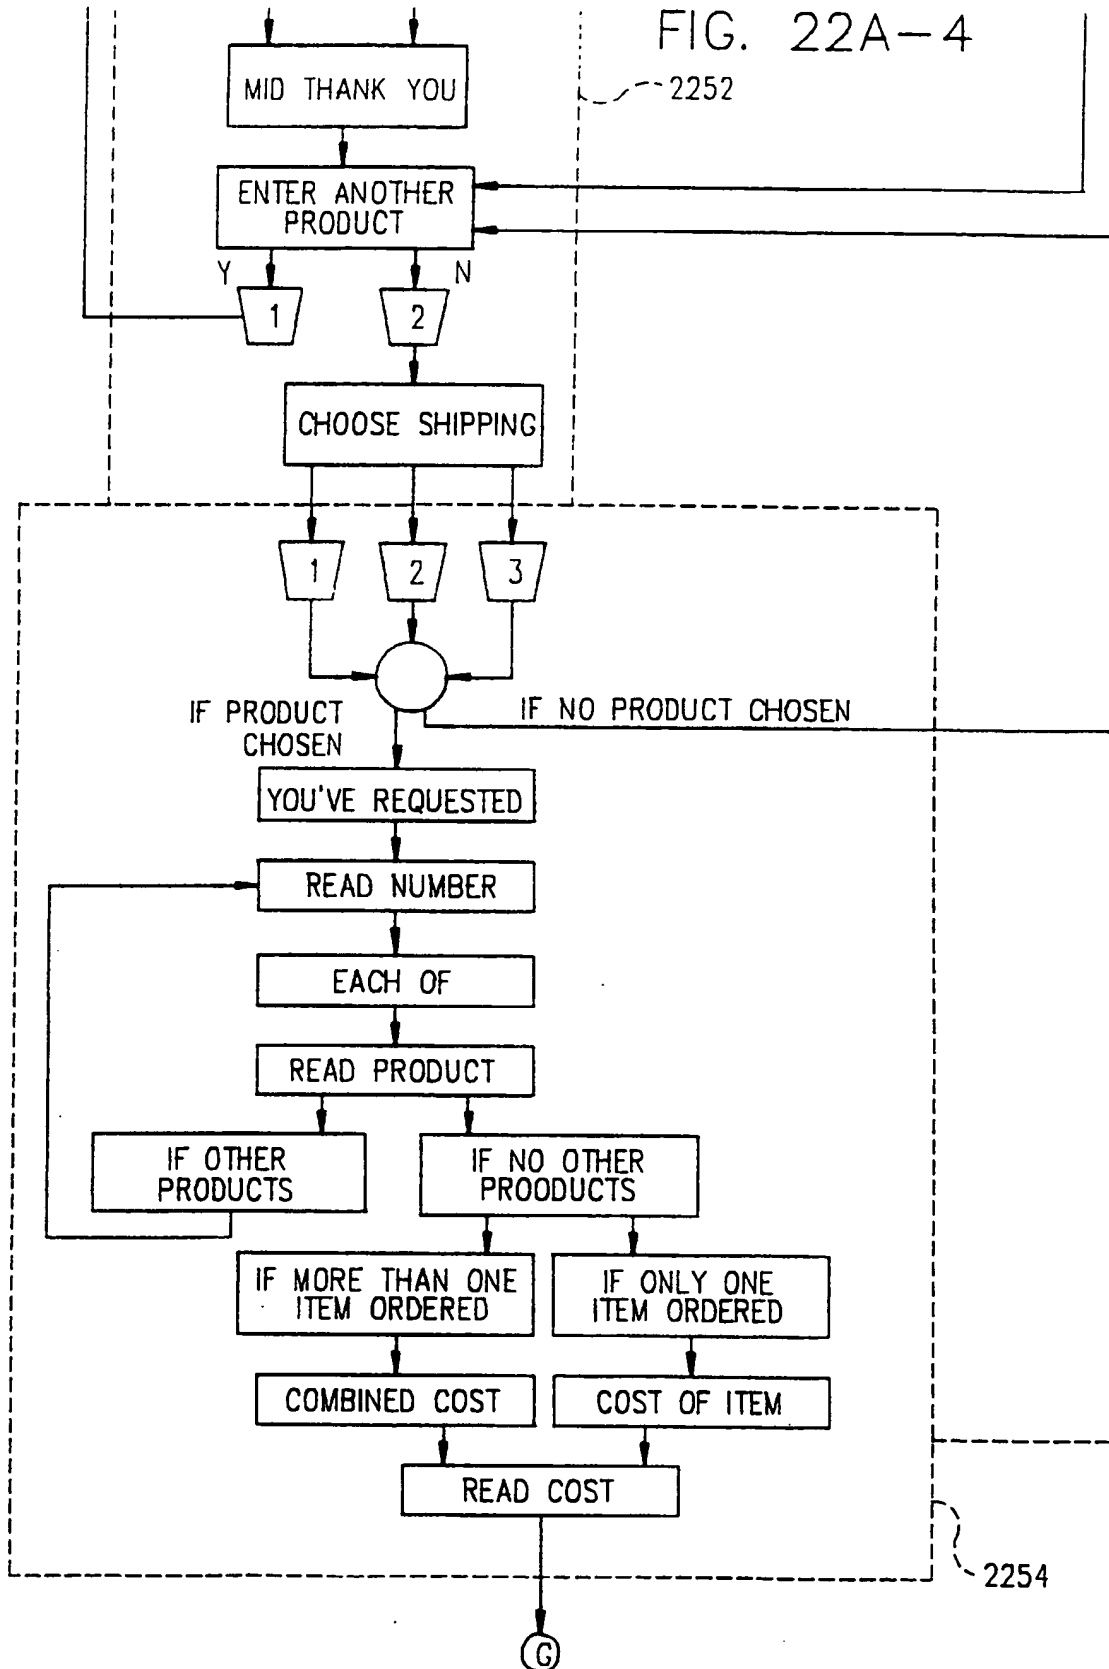 FIG. 22A-4
MID THANK YOU
2252
ENTER ANOTHER
PRODUCT
Y
N
1
2
CHOOSE SHIPPING
1
2
3
IF PRODUCT
CHOSEN
IF NO PRODUCT CHOSEN
YOU'VE REQUESTED
READ NUMBER
EACH OF
READ PRODUCT
IF OTHER
PRODUCTS
IF NO OTHER
PROODUCTS
IF MORE THAN ONE
ITEM ORDERED
IF ONLY ONE
ITEM ORDERED
COMBINED COST
COST OF ITEM
READ COST
2254
G